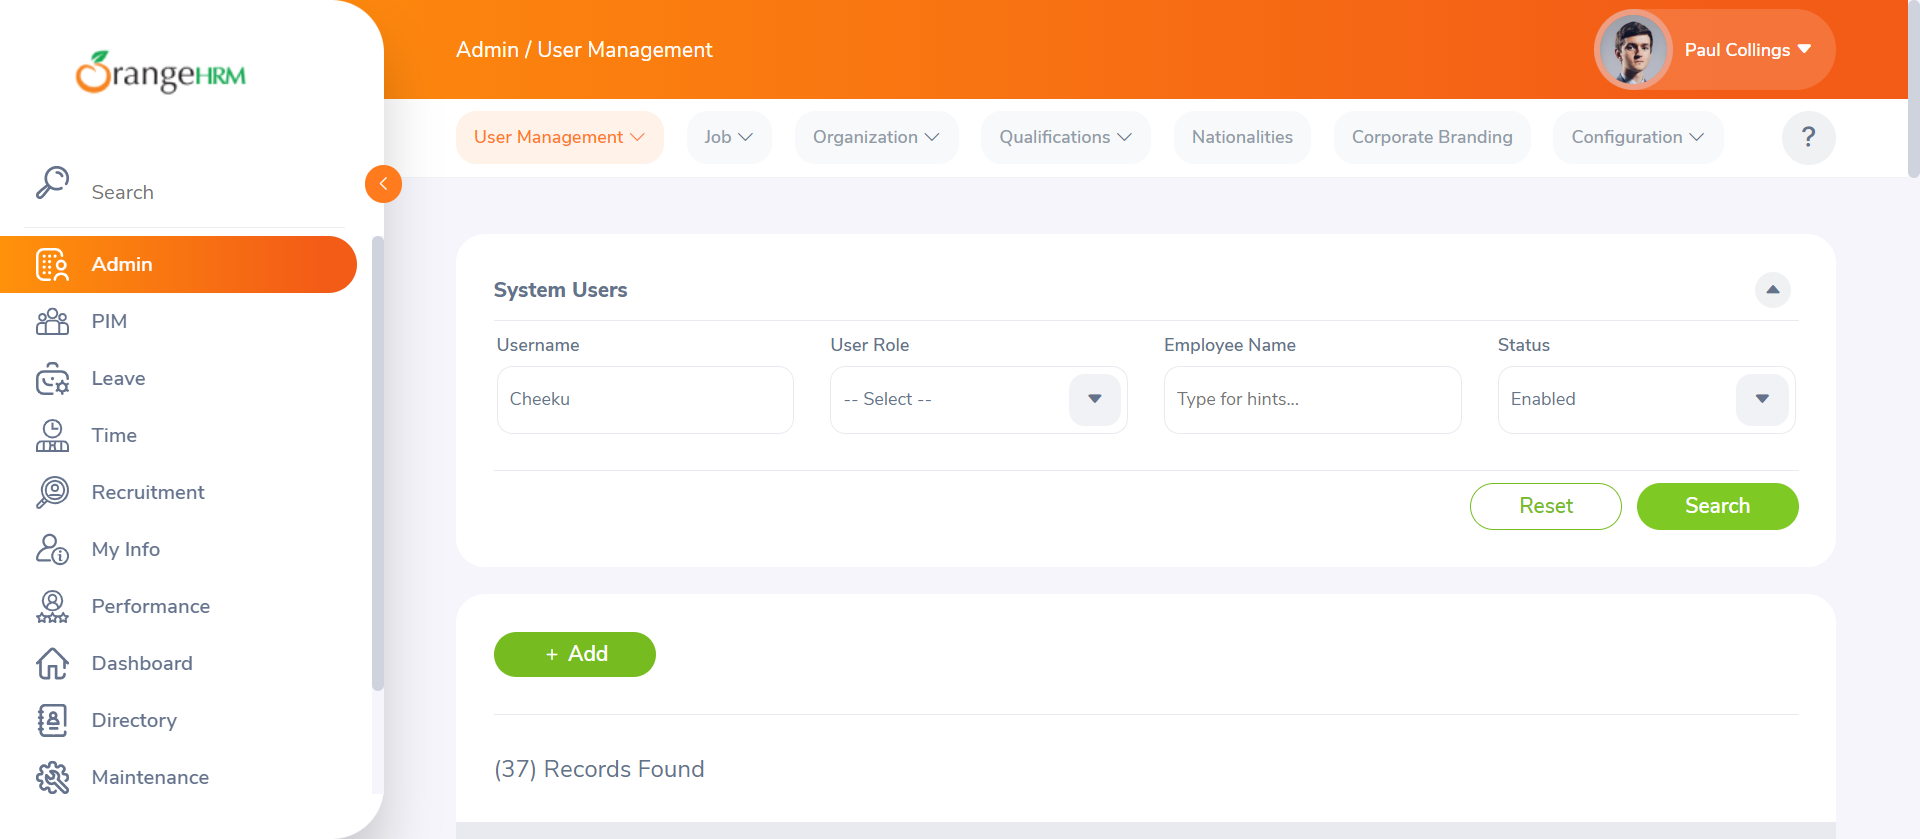 OrangeHRM
Search
Admin
PIM
Leave
Time
Recruitment
My Info
Performance
Dashboard
Directory
Maintenance
Admin / User Management
Paul Collings
User Management
Job
Organization
Qualifications
Nationalities
Corporate Branding
Configuration
?
System Users
Username
User Role
Employee Name
Status
Cheeku
-- Select --
Type for hints...
Enabled
Reset
Search
+ Add
(37) Records Found